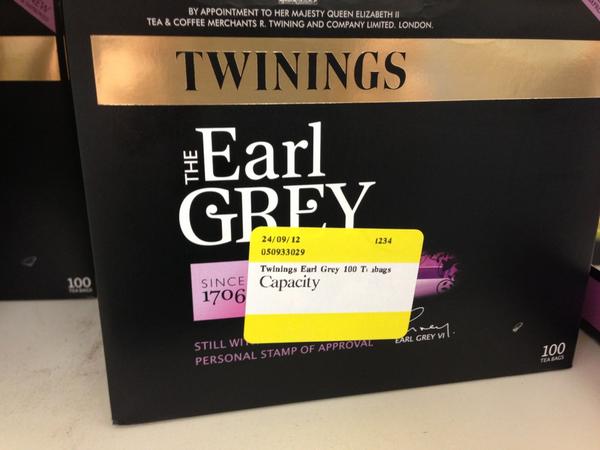 BY APPOINTMENT TO HER MAJESTY QUEEN ELIZABETH II
TEA & COFFEE MERCHANTS R. TWINING AND COMPANY LIMITED. LONDON.
TWININGS
THE Earl
GREY
24/09/12 1234
050933029
Twinings Earl Grey 100
Capacity
SINCE
1706
STILL
PERSONAL STAMP OF APPROVAL
EARL GREY VI
100
TEA BAGS
100
TEA BAGS